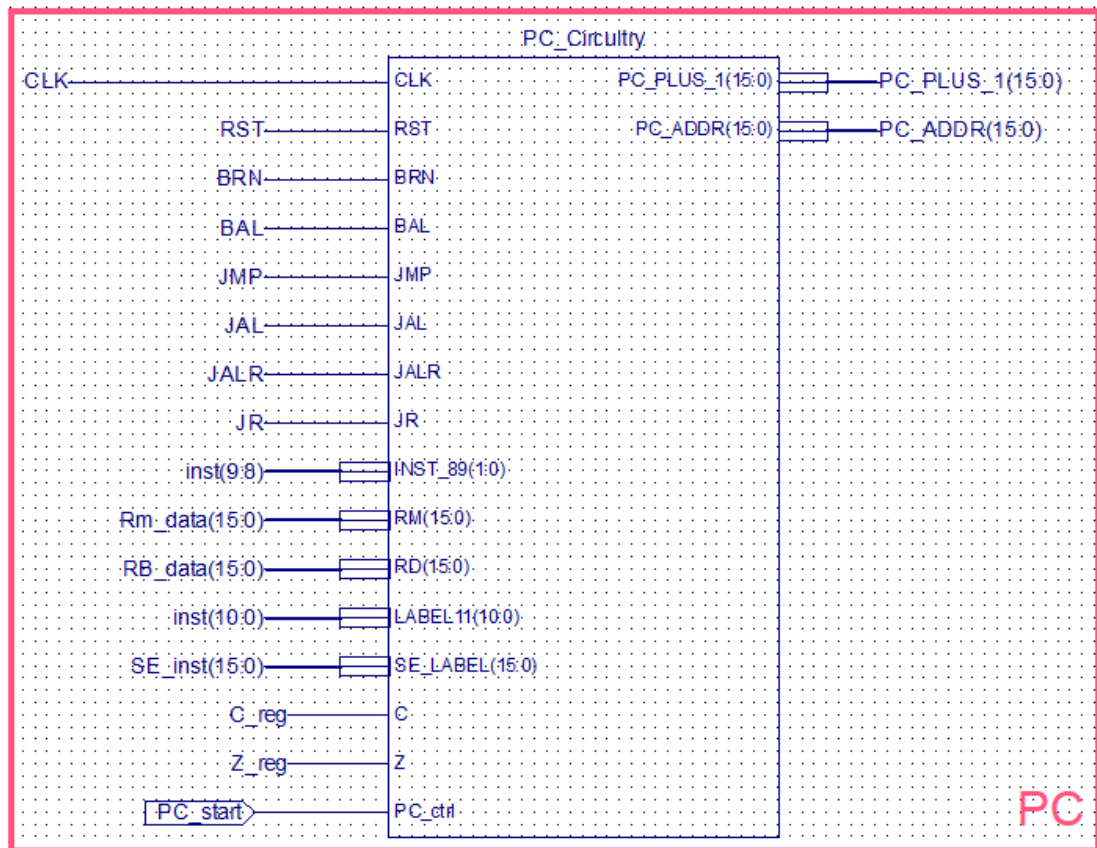 PC_Circuitry
CLK CLK PC_PLUS_1(15:0) PC_PLUS_1(15:0)
RST RST PC_ADDR(15:0) PC_ADDR(15:0)
BRN BRN
BAL BAL
JMP JMP
JAL JAL
JALR JALR
JR JR
inst(9:8) INST_89(1:0)
Rm_data(15:0) RM(15:0)
RB_data(15:0) RD(15:0)
inst(10:0) LABEL11(10:0)
SE_inst(15:0) SE_LABEL(15:0)
C_reg C
Z_reg Z
PC_start PC_ctrl
PC